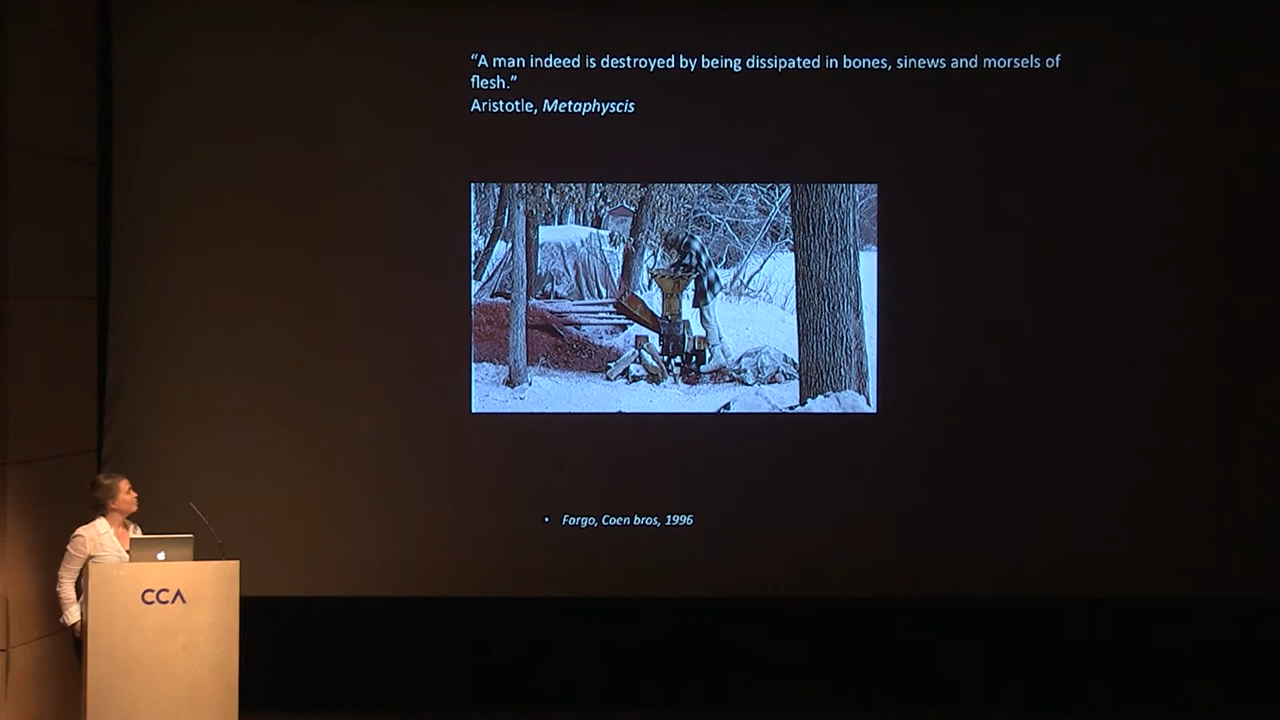 “A man indeed is destroyed by being dissipated in bones, sinews and morsels of
flesh.”
Aristotle, Metaphyscis
• Fargo, Coen bros, 1996
CCA